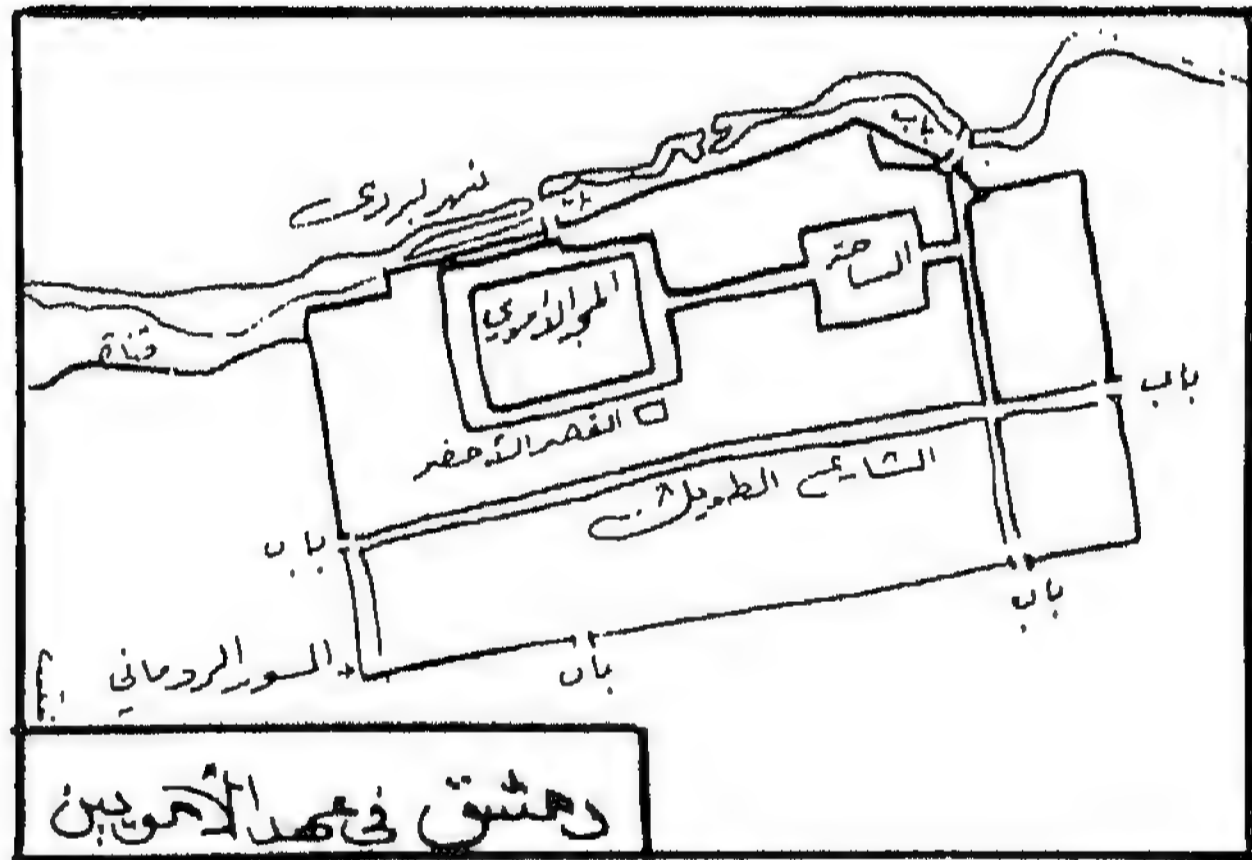 باب
نهر بردى
باب
الساحة
المسجد الأموي
قناة
باب
القصر الأخضر
الشارع الطويل
باب
باب
السور الروماني
باب
دمشق في عهد الأمويين